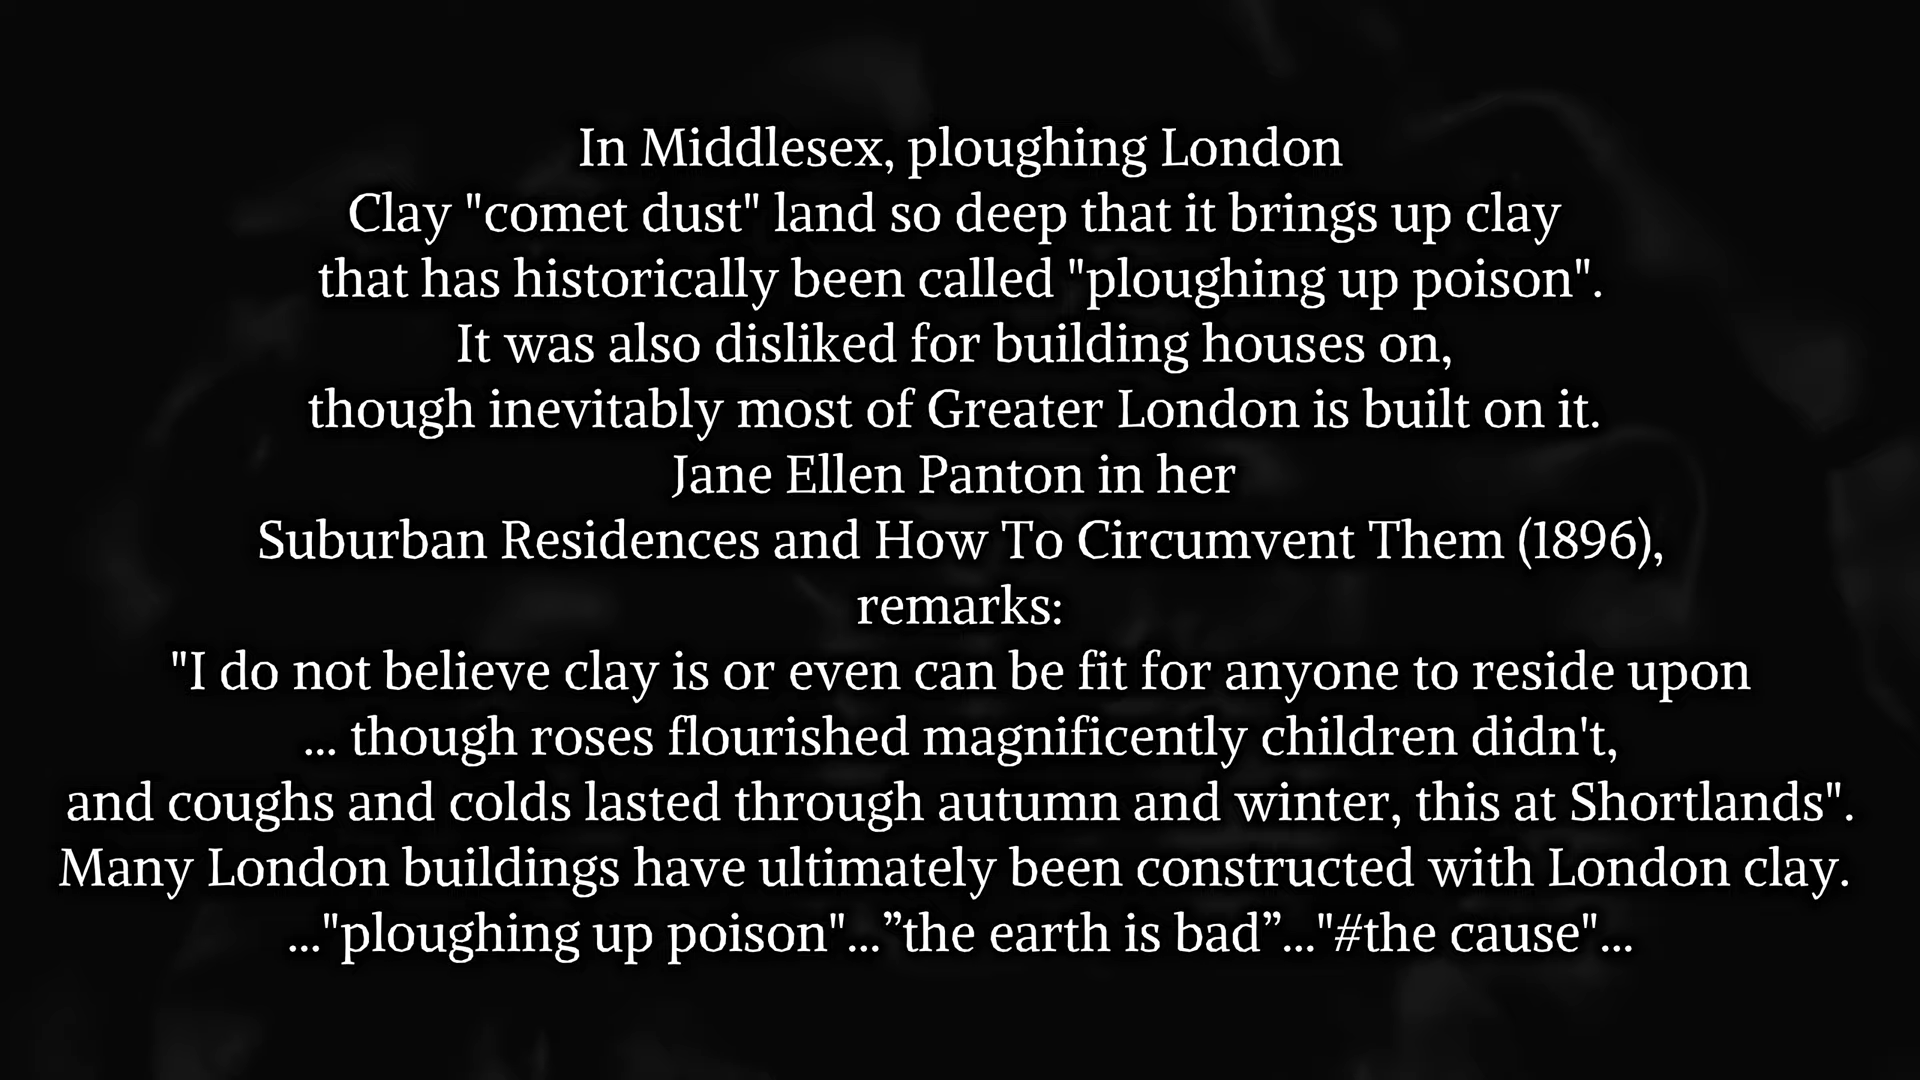 In Middlesex, ploughing London
Clay "comet dust" land so deep that it brings up clay
that has historically been called "ploughing up poison".
It was also disliked for building houses on,
though inevitably most of Greater London is built on it.
Jane Ellen Panton in her
Suburban Residences and How To Circumvent Them (1896),
remarks:
"I do not believe clay is or even can be fit for anyone to reside upon
... though roses flourished magnificently children didn't,
and coughs and colds lasted through autumn and winter, this at Shortlands".
Many London buildings have ultimately been constructed with London clay.
..."ploughing up poison"...”the earth is bad”..."#the cause"...